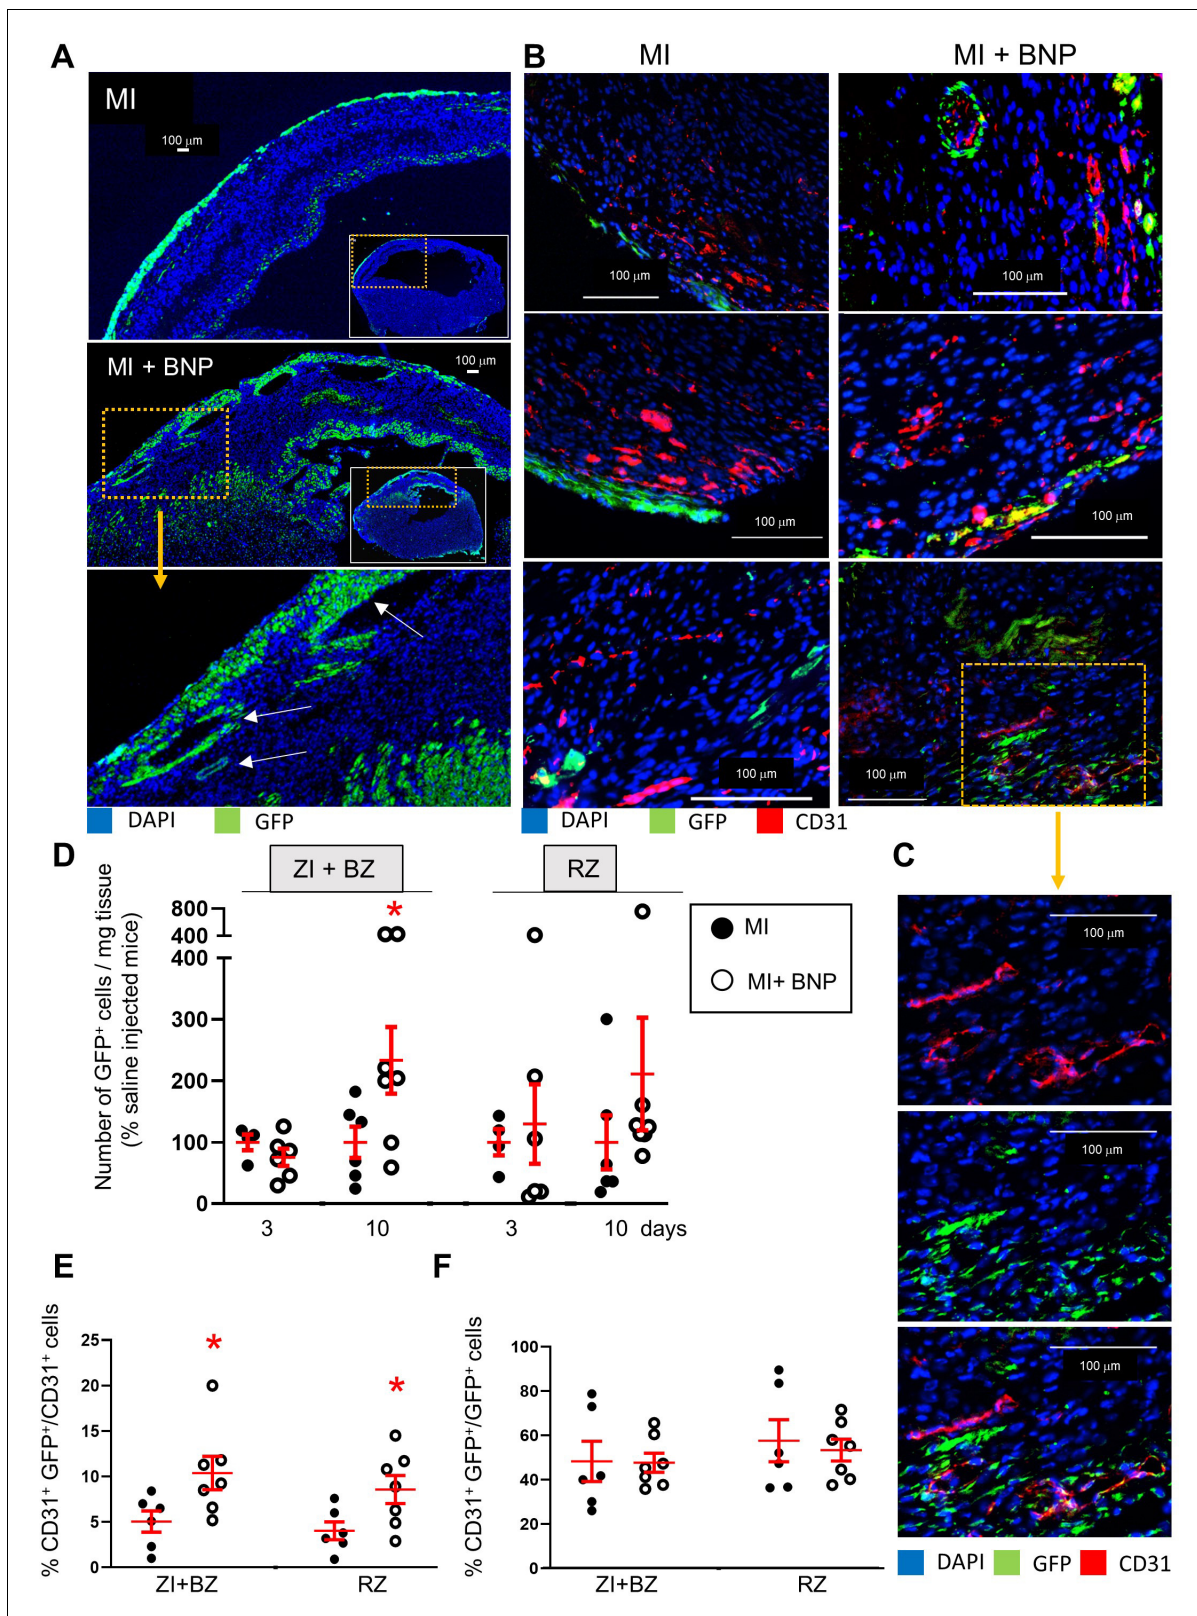 A
MI
100 µm
MI + BNP
100 µm
DAPI GFP
B
MI MI + BNP
100 µm
100 µm
100 µm
100 µm
100 µm
100 µm
DAPI GFP CD31
C
100 µm
100 µm
100 µm
DAPI GFP CD31
D
ZI + BZ RZ
Number of GFP⁺ cells / mg tissue
(% saline injected mice)
800
400
400
300
200
100
0
*
3 10 3 10 days
MI
MI+ BNP
E
% CD31⁺ GFP⁺/CD31⁺ cells
25
20
15
10
5
0
* *
ZI+BZ RZ
F
% CD31⁺ GFP⁺/GFP⁺ cells
100
80
60
40
20
0
ZI+BZ RZ